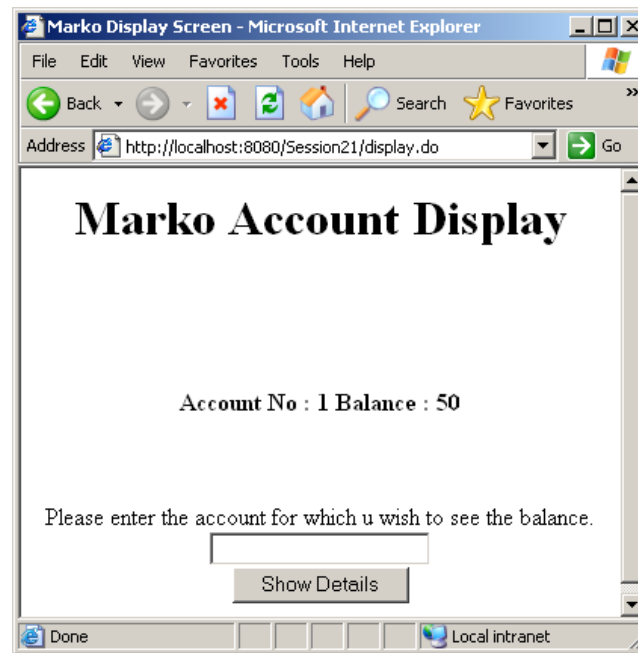 Marko Display Screen - Microsoft Internet Explorer
File Edit View Favorites Tools Help
Back Search Favorites »
Address http://localhost:8080/Session21/display.do Go
Marko Account Display
Account No : 1 Balance : 50
Please enter the account for which u wish to see the balance.
Show Details
Done Local intranet